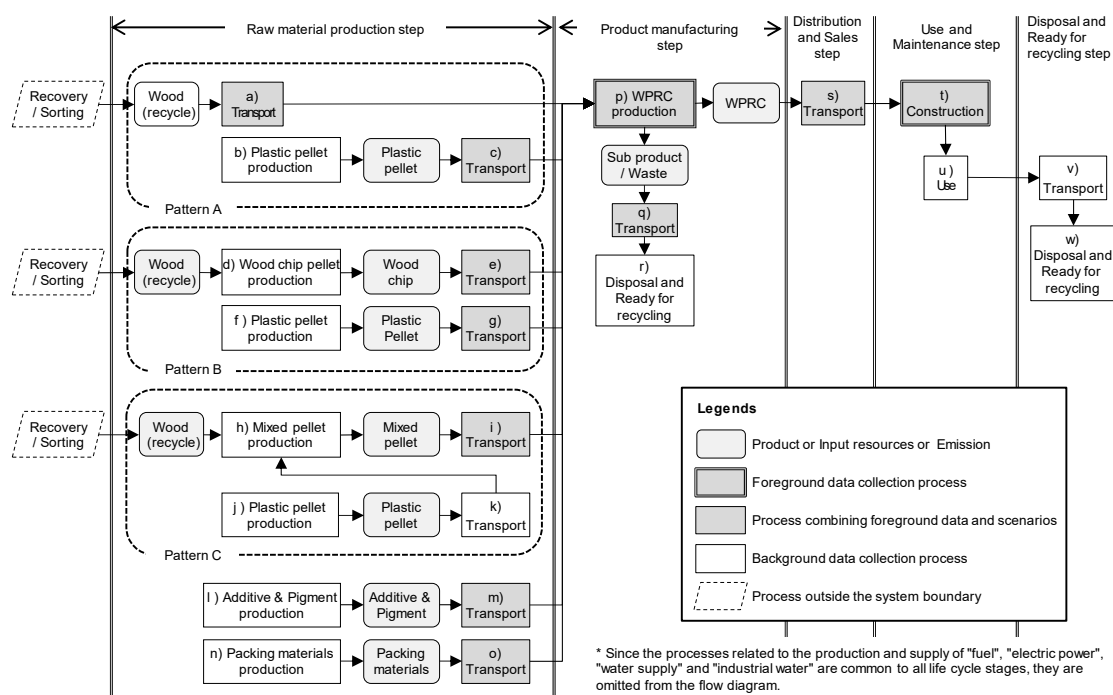 Raw material production step
Product manufacturing
step
Distribution
and Sales
step
Use and
Maintenance step
Disposal and
Ready for
recycling step
Recovery
/ Sorting
Wood
(recycle)
a)
Transport
b) Plastic pellet
production
Plastic
pellet
c)
Transport
Pattern A
Recovery
/ Sorting
Wood
(recycle)
d) Wood chip pellet
production
Wood
chip
e)
Transport
f ) Plastic pellet
production
Plastic
Pellet
g)
Transport
Pattern B
Recovery
/ Sorting
Wood
(recycle)
h) Mixed pellet
production
Mixed
pellet
i )
Transport
j ) Plastic pellet
production
Plastic
pellet
k)
Transport
Pattern C
l ) Additive & Pigment
production
Additive &
Pigment
m)
Transport
n) Packing materials
production
Packing
materials
o)
Transport
p) WPRC
production
WPRC
Sub product
/ Waste
q)
Transport
r)
Disposal and
Ready for
recycling
s)
Transport
t)
Construction
u )
Use
v)
Transport
w)
Disposal and
Ready for
recycling
Legends
Product or Input resources or Emission
Foreground data collection process
Process combining foreground data and scenarios
Background data collection process
Process outside the system boundary
* Since the processes related to the production and supply of "fuel", "electric power",
"water supply" and "industrial water" are common to all life cycle stages, they are
omitted from the flow diagram.